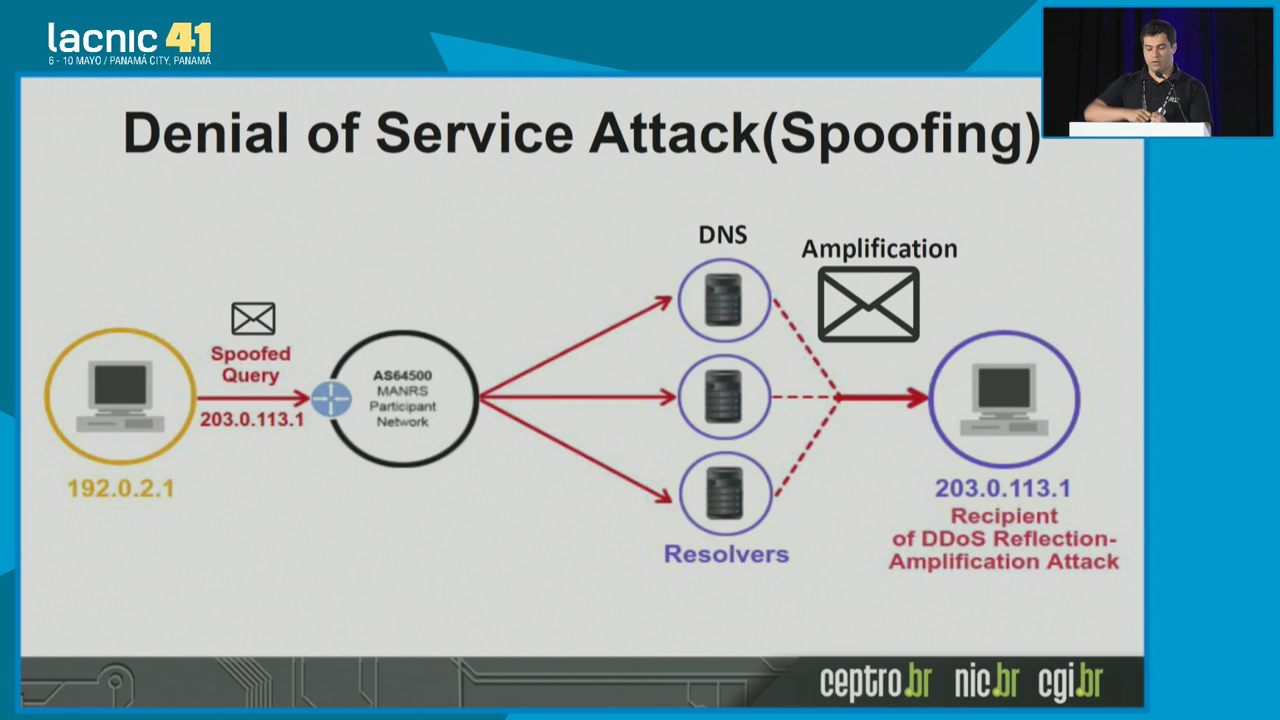 lacnic 41
6 - 10 MAYO / PANAMÁ CITY, PANAMÁ
Denial of Service Attack(Spoofing)
DNS
Amplification
Spoofed
Query
203.0.113.1
AS64500
MANRS
Participant
Network
192.0.2.1
Resolvers
203.0.113.1
Recipient
of DDoS Reflection-
Amplification Attack
ceptro.br nic.br cgi.br